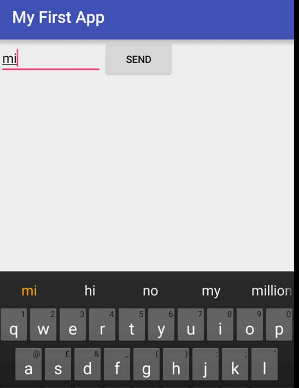 My First App
mi SEND
mi hi no my million
1 2 3 4 5 6 7 8 9 0
q w e r t y u i o p
@ £ & _ ( ) : ; "
a s d f g h j k l